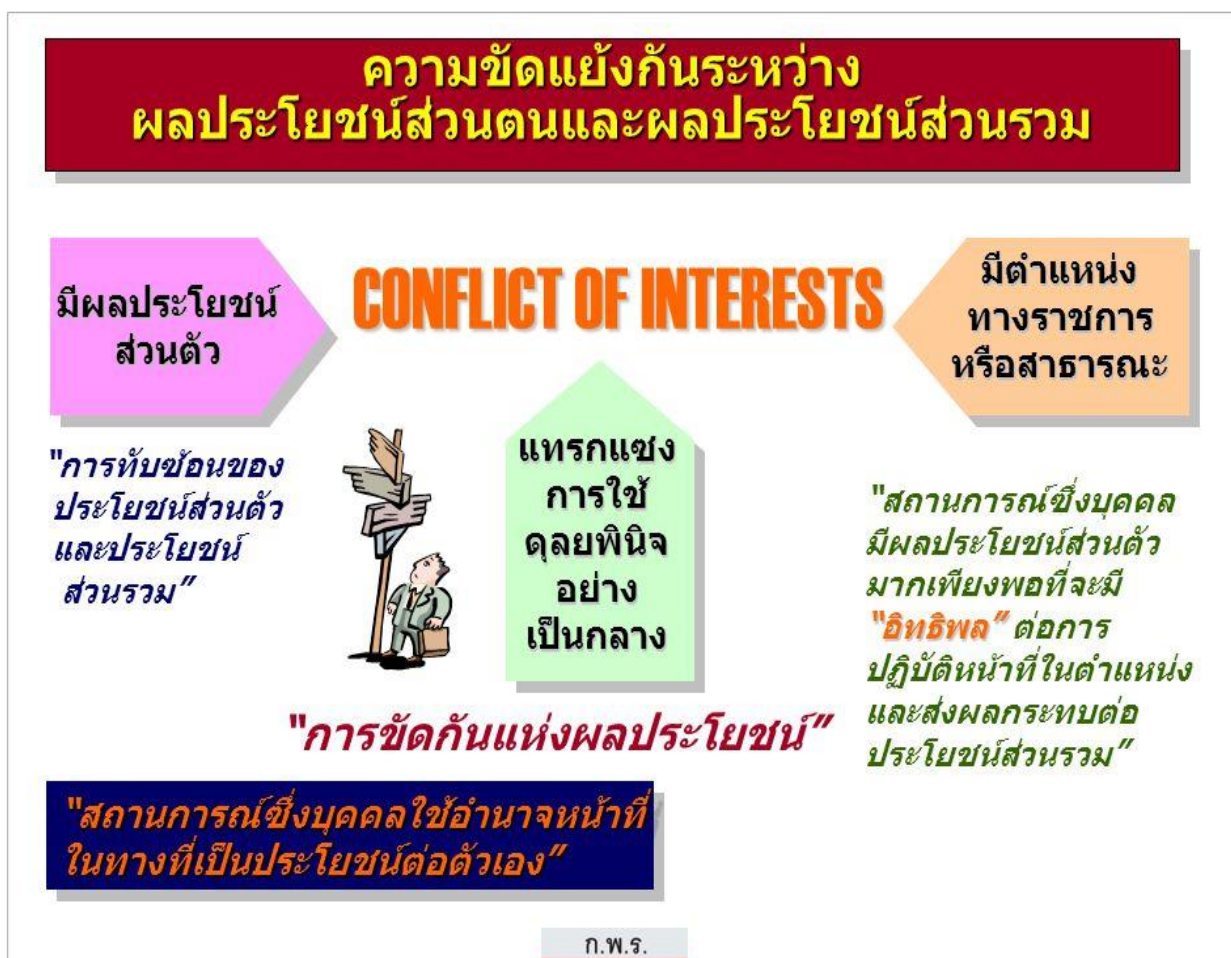 ความขัดแย้งกันระหว่าง
ผลประโยชน์ส่วนตนและผลประโยชน์ส่วนรวม
มีผลประโยชน์
ส่วนตัว
CONFLICT OF INTERESTS
มีตำแหน่ง
ทางราชการ
หรือสาธารณะ
"การทับซ้อนของ
ประโยชน์ส่วนตัว
และประโยชน์
ส่วนรวม"
แทรกแซง
การใช้
ดุลยพินิจ
อย่าง
เป็นกลาง
"สถานการณ์ซึ่งบุคคล
มีผลประโยชน์ส่วนตัว
มากเพียงพอที่จะมี
"อิทธิพล" ต่อการ
ปฏิบัติหน้าที่ในตำแหน่ง
และส่งผลกระทบต่อ
ประโยชน์ส่วนรวม"
"การขัดกันแห่งผลประโยชน์"
"สถานการณ์ซึ่งบุคคลใช้อำนาจหน้าที่
ในทางที่เป็นประโยชน์ต่อตัวเอง"
ก.พ.ร.